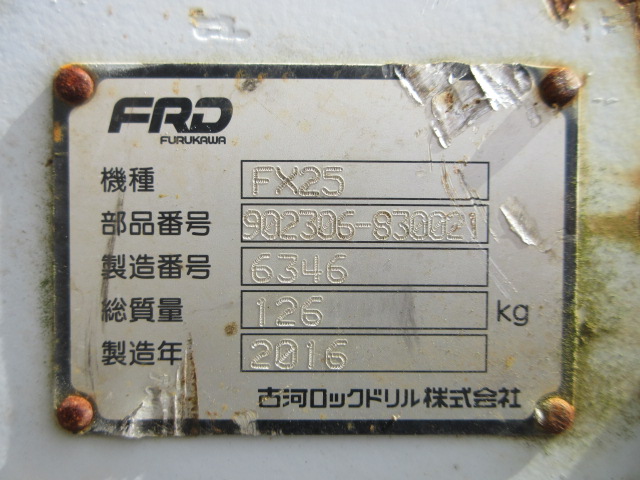 FRD
FURUKAWA
機種 FX25
部品番号 902306-830021
製造番号 6346
総質量 126 kg
製造年 2016
古河ロックドリル株式会社